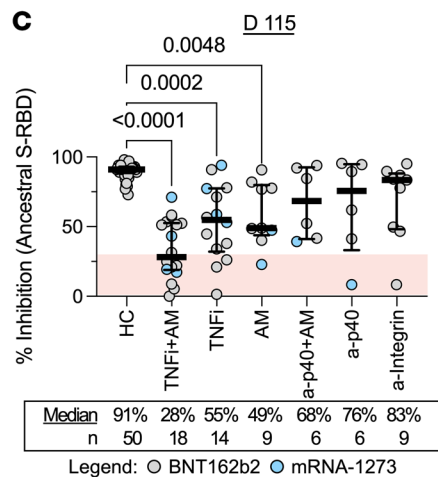 C
D 115
0.0048
0.0002
<0.0001
% Inhibition (Ancestral S-RBD)
100
50
0
HC
TNFi+AM
TNFi
AM
a-p40+AM
a-p40
a-Integrin
Median 91% 28% 55% 49% 68% 76% 83%
n 50 18 14 9 6 6 9
Legend: BNT162b2 mRNA-1273